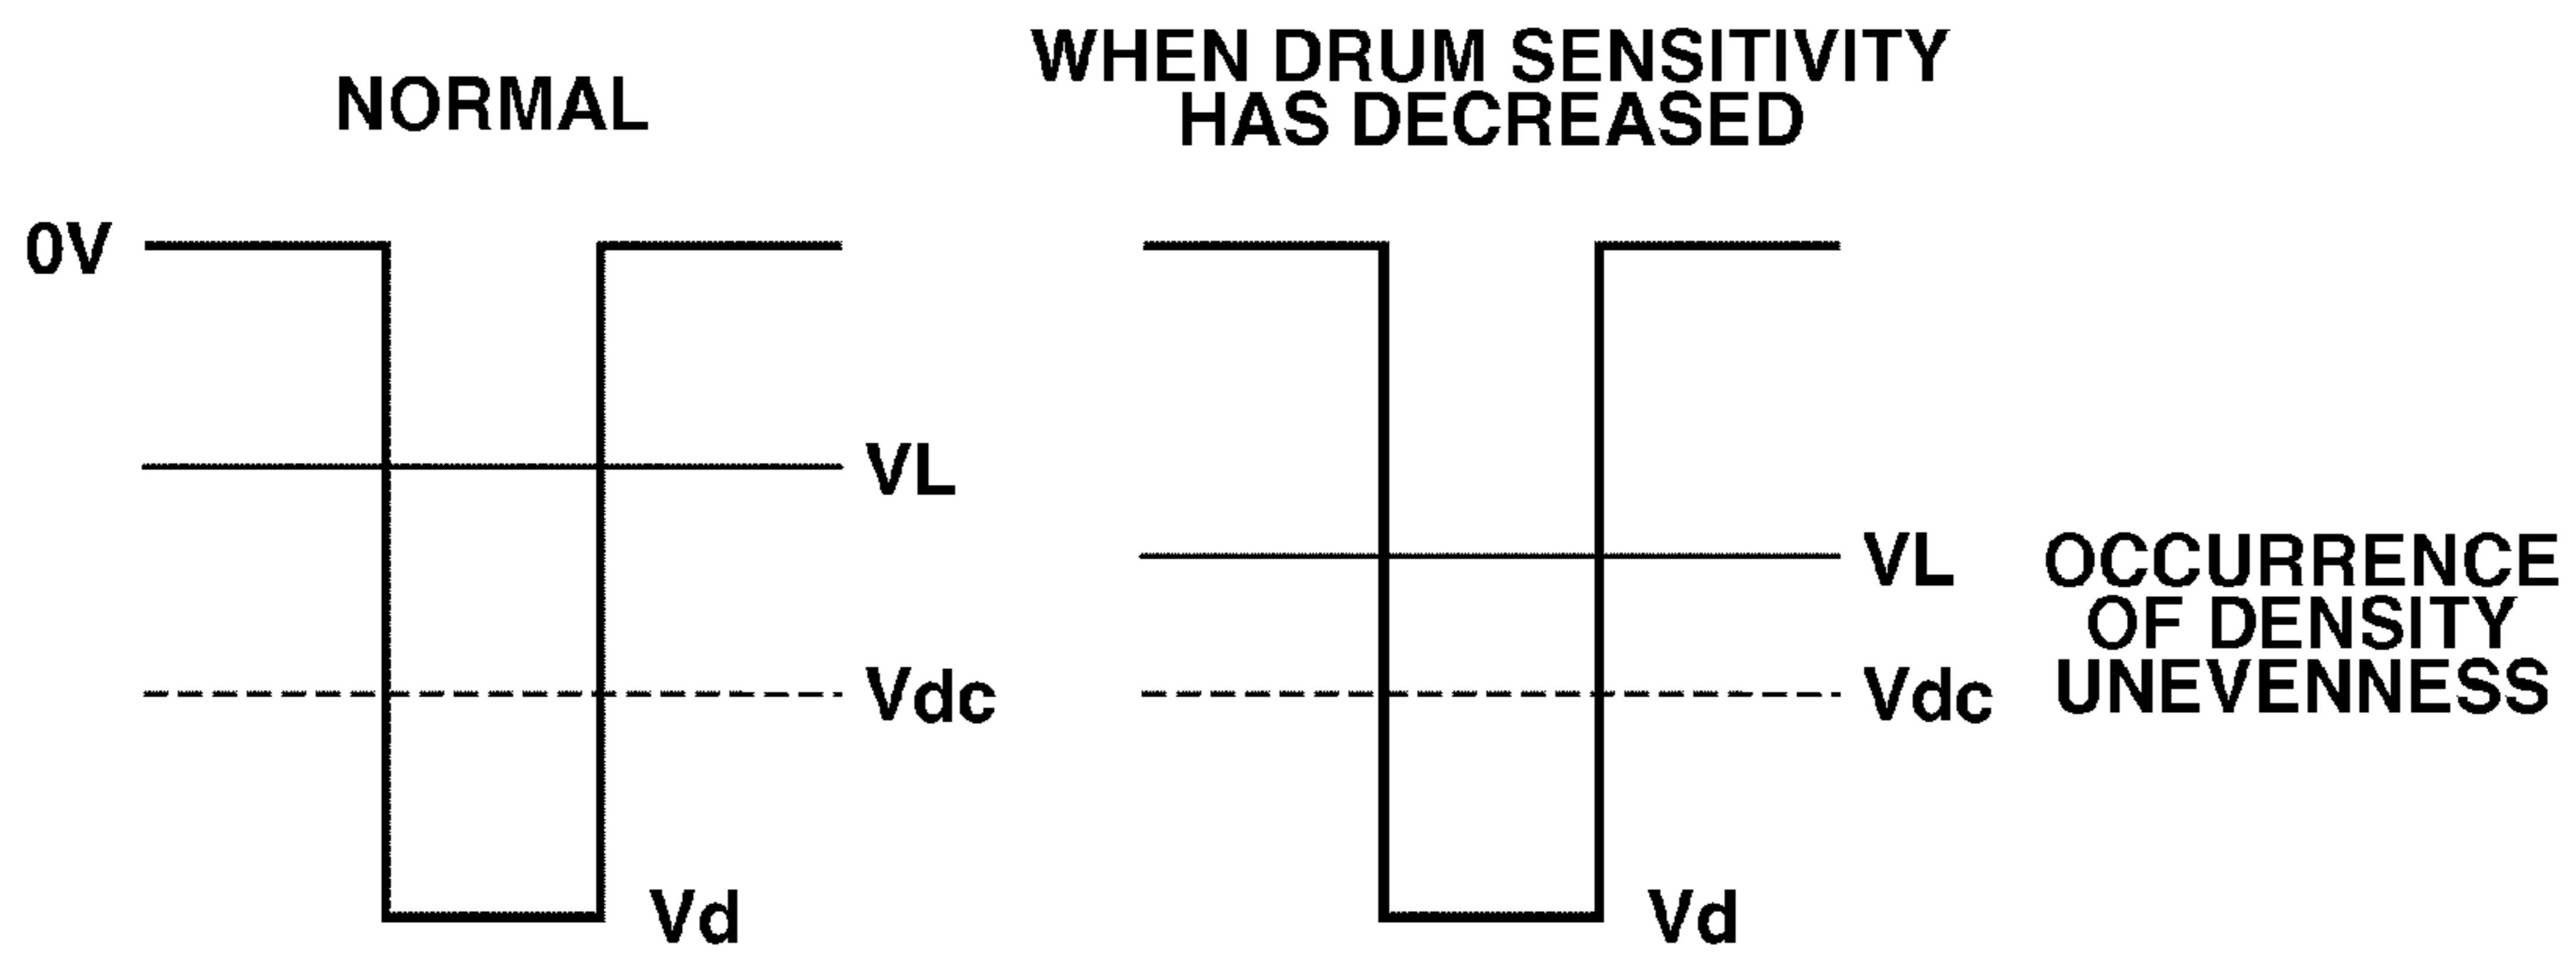 NORMAL
WHEN DRUM SENSITIVITY
HAS DECREASED
0V
VL
Vdc
Vd
VL
Vdc
Vd
OCCURRENCE
OF DENSITY
UNEVENNESS